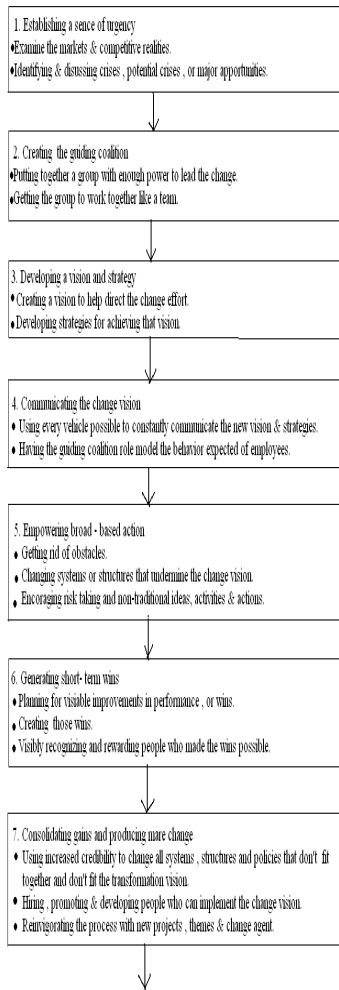 1. Establishing a sence of urgency
•Examine the markets & competitive realities.
•Identifying & disussing crises , potential crises , or major apportunities.
2. Creating the guiding coalition
•Putting together a group with enough power to lead the change.
•Getting the group to work together like a team.
3. Developing a vision and strategy
• Creating a vision to help direct the change effort.
• Developing strategies for achieving that vision.
4. Communicating the change vision
• Using every vehicle possible to constantly communicate the new vision & strategies.
• Having the guiding coalition role model the behavior expected of employees.
5. Empowering broad - based action
• Getting rid of obstacles.
• Changing systems or structures that undermine the change vision.
• Encoraging risk taking and non-traditional ideas, activities & actions.
6. Generating short- term wins
• Planning for visiable improvements in performance , or wins.
• Creating those wins.
• Visibly recognizing and rewarding people who made the wins possible.
7. Consolidating gains and producing mare change
• Using increased credibility to change all systems , structures and policies that don't fit
together and don't fit the transformation vision.
• Hiring , promoting & developing people who can implement the change vision.
• Reinvigorating the process with new projects , themes & change agent.